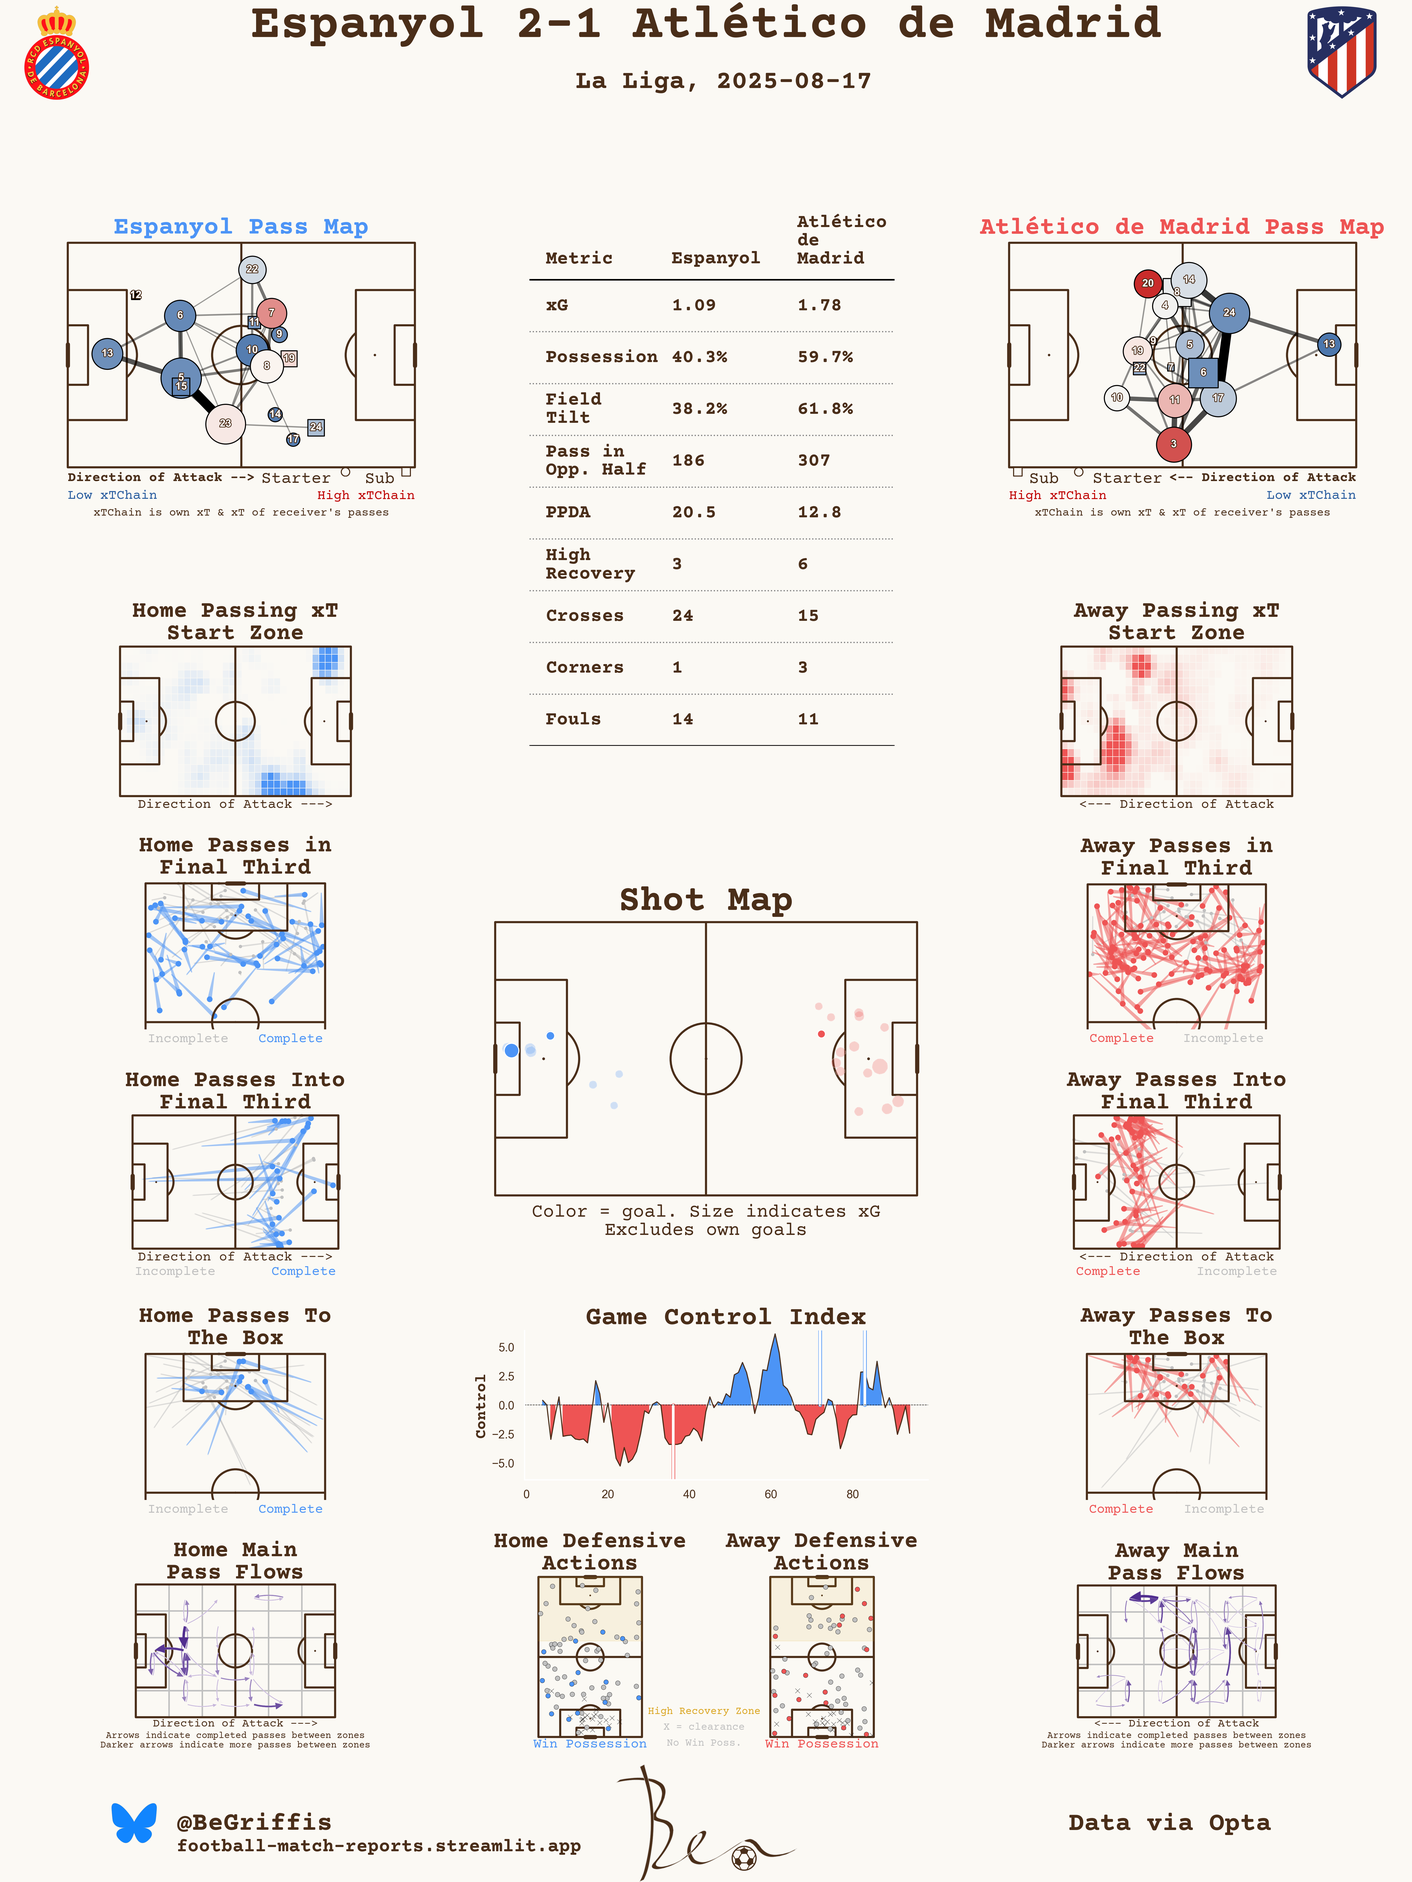 Espanyol 2-1 Atlético de Madrid
La Liga, 2025-08-17
RCD ESPANYOL
DE BARCELONA
Espanyol Pass Map
22
12
6
7
11
9
13
10
19
8
5
15
14
23
24
17
Direction of Attack --> Starter Sub
Low xTChain High xTChain
xTChain is own xT & xT of receiver's passes
Metric Espanyol Atlético de Madrid
xG 1.09 1.78
Possession 40.3% 59.7%
Field Tilt 38.2% 61.8%
Pass in Opp. Half 186 307
PPDA 20.5 12.8
High Recovery 3 6
Crosses 24 15
Corners 1 3
Fouls 14 11
Atlético de Madrid Pass Map
20
14
8
4
24
9
5
13
19
22
7
6
10
11
17
3
Sub Starter <-- Direction of Attack
High xTChain Low xTChain
xTChain is own xT & xT of receiver's passes
Home Passing xT
Start Zone
Direction of Attack --->
Away Passing xT
Start Zone
<--- Direction of Attack
Home Passes in
Final Third
Incomplete Complete
Away Passes in
Final Third
Complete Incomplete
Shot Map
Color = goal. Size indicates xG
Excludes own goals
Home Passes Into
Final Third
Direction of Attack --->
Incomplete Complete
Away Passes Into
Final Third
<--- Direction of Attack
Complete Incomplete
Home Passes To
The Box
Incomplete Complete
Game Control Index
Control
5.0
2.5
0.0
−2.5
−5.0
0 20 40 60 80
Away Passes To
The Box
Complete Incomplete
Home Main
Pass Flows
Direction of Attack --->
Arrows indicate completed passes between zones
Darker arrows indicate more passes between zones
Home Defensive
Actions
Win Possession
Away Defensive
Actions
Win Possession
High Recovery Zone
X = clearance
No Win Poss.
Away Main
Pass Flows
<--- Direction of Attack
Arrows indicate completed passes between zones
Darker arrows indicate more passes between zones
@BeGriffis
football-match-reports.streamlit.app
Ben
Data via Opta